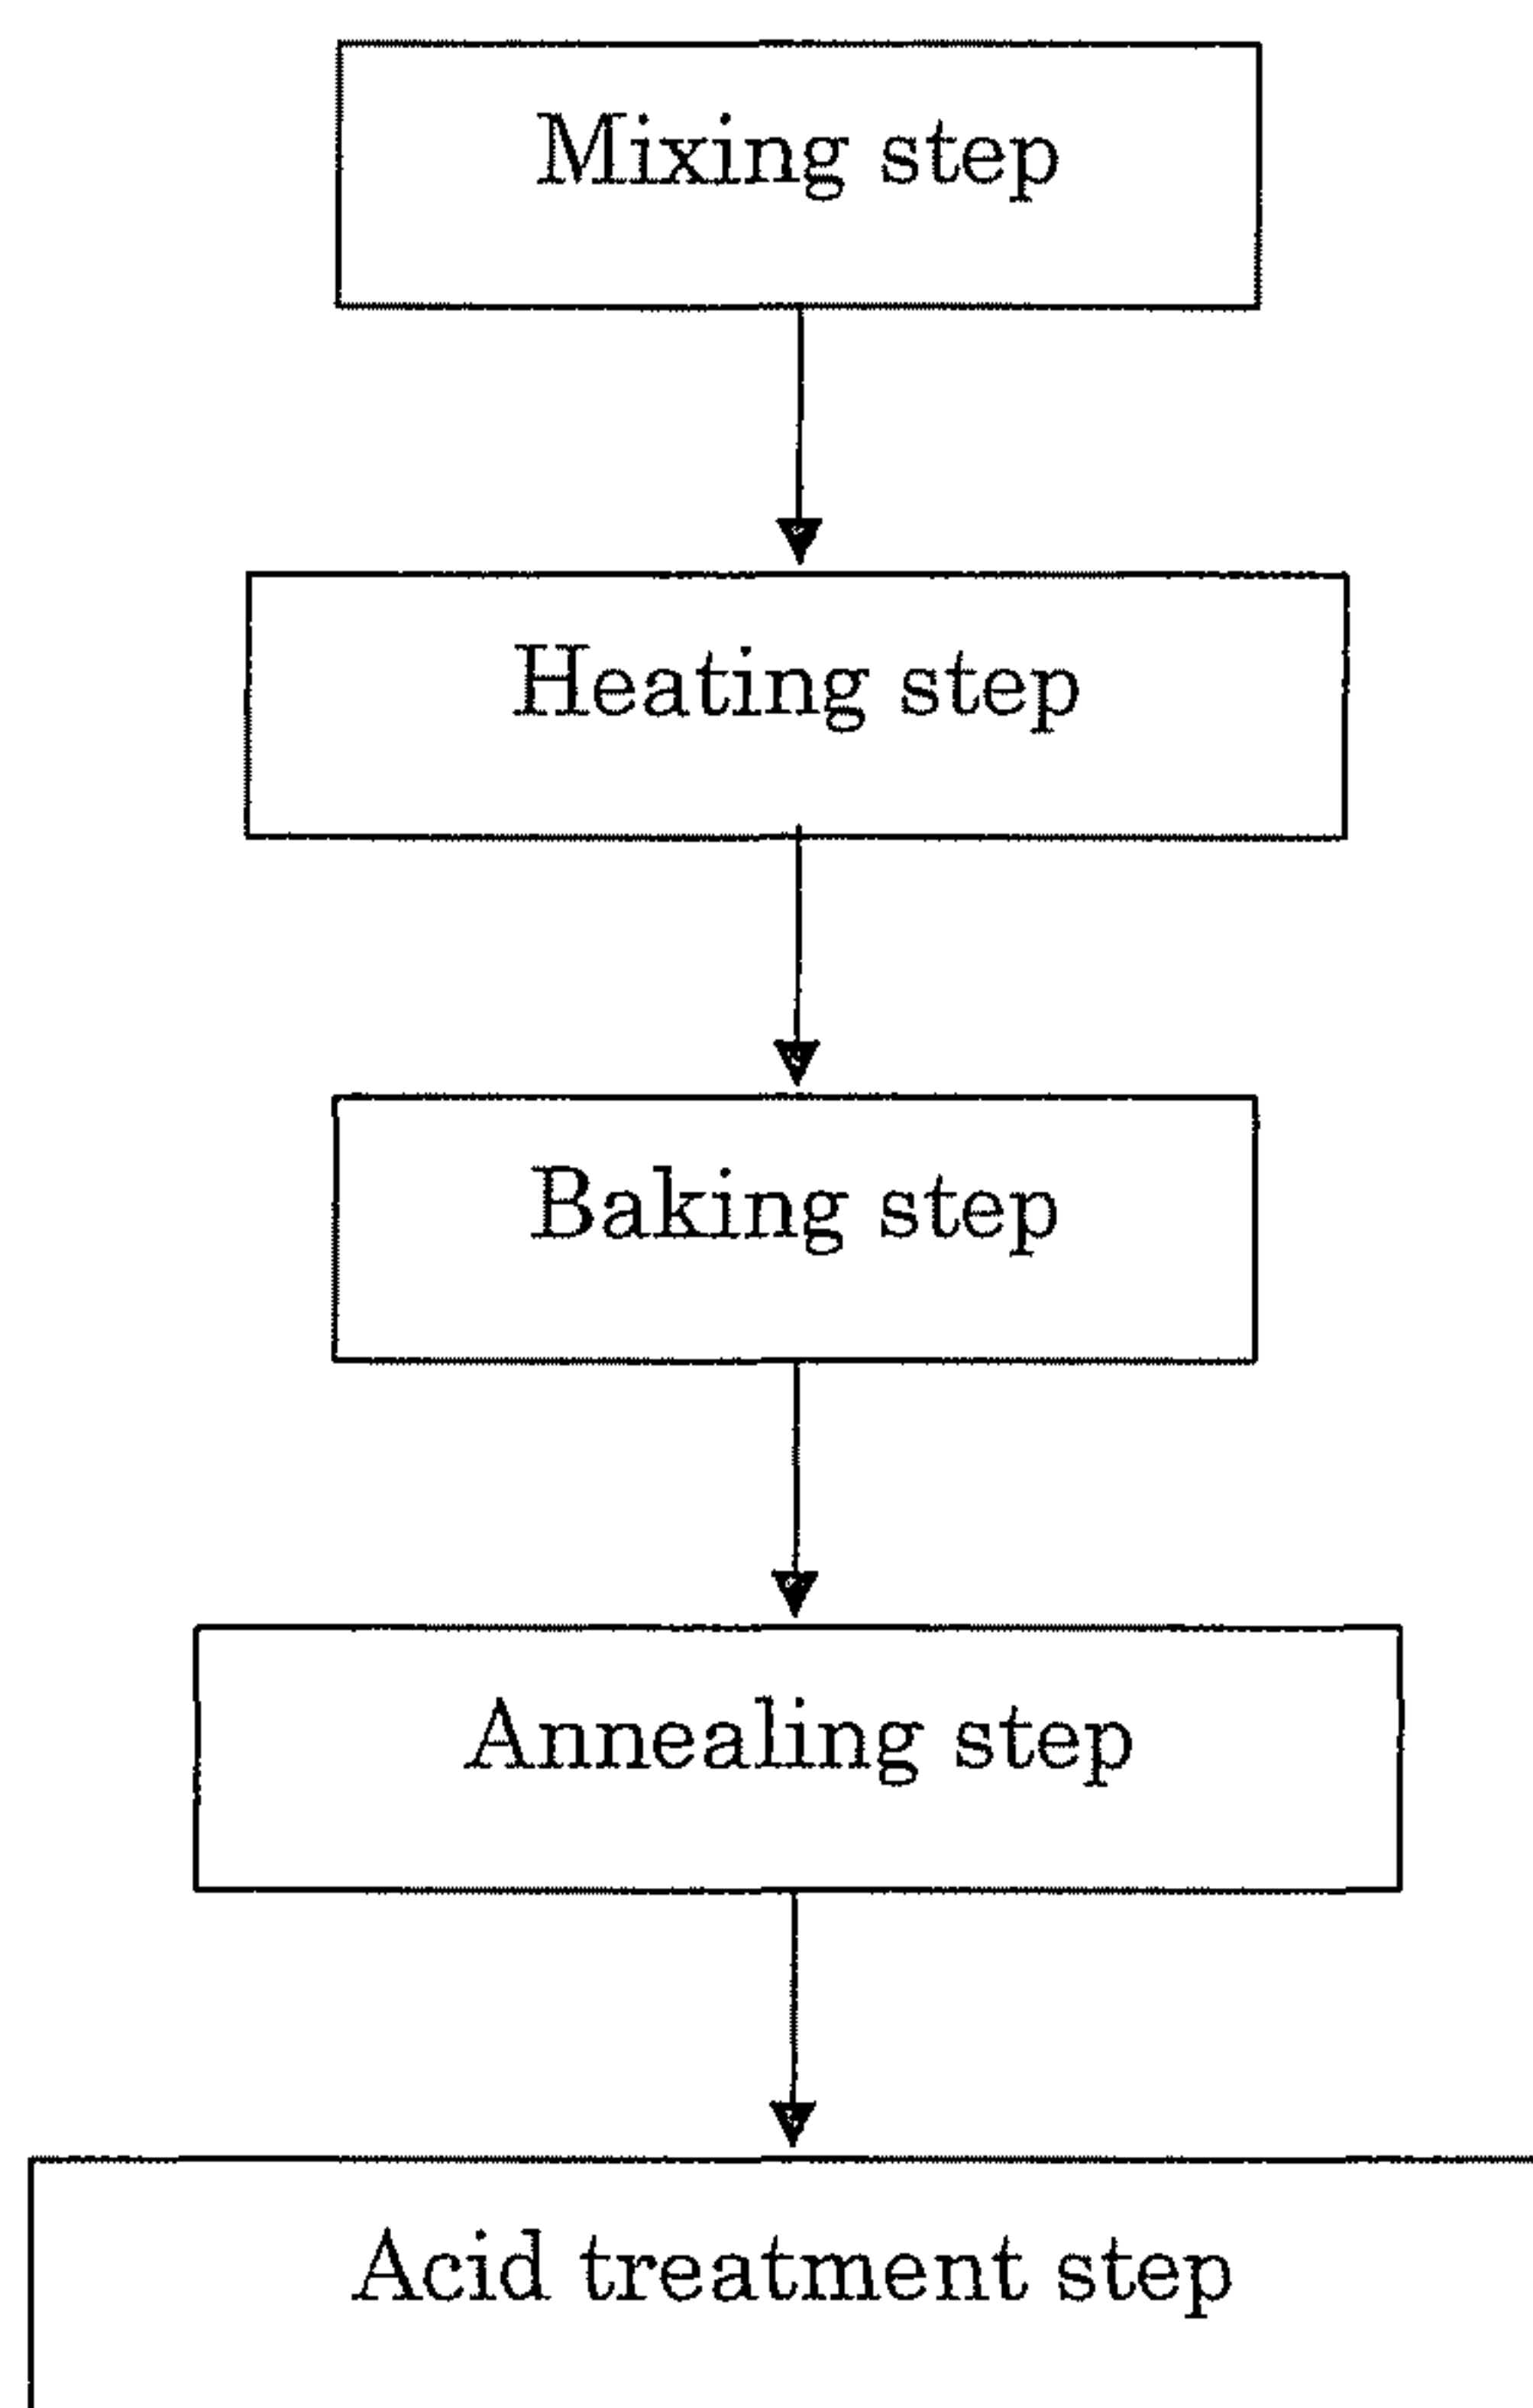 Mixing step
Heating step
Baking step
Annealing step
Acid treatment step